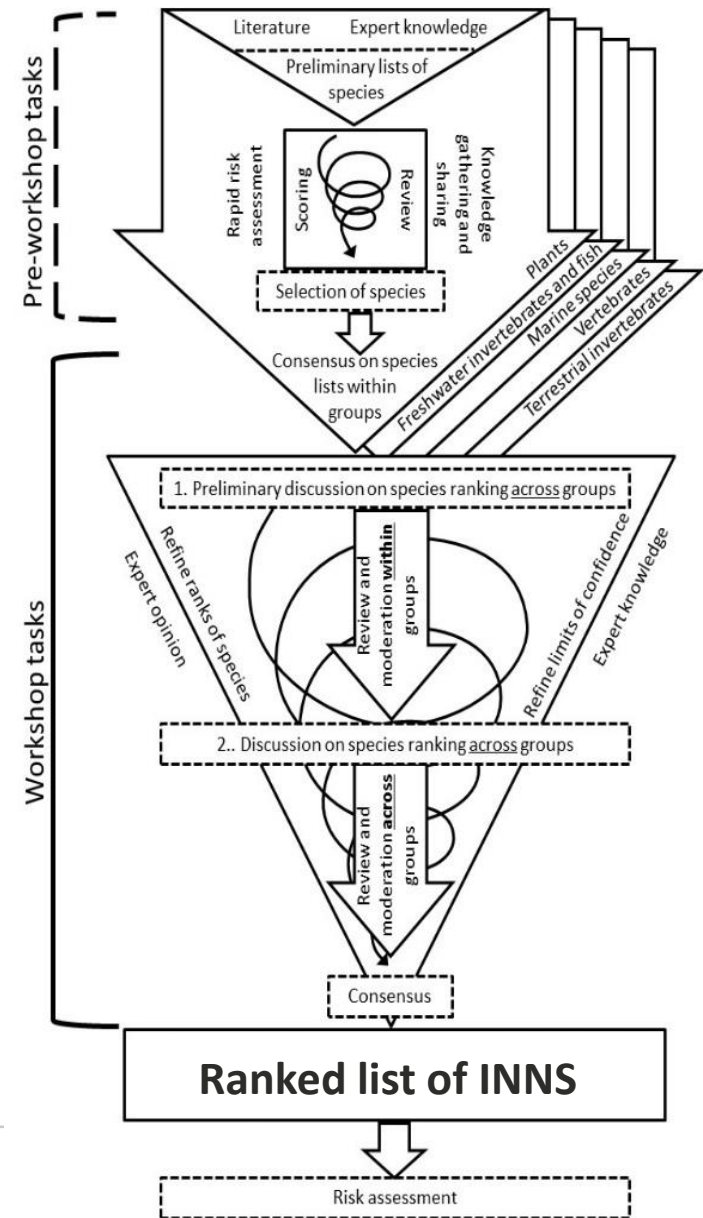 Pre-workshop tasks
Literature
Expert knowledge
Preliminary lists of
species
Rapid risk
assessment
Scoring
Review
Knowledge
gathering and
sharing
Selection of species
Consensus on species
lists within
groups
Plants
Freshwater invertebrates and fish
Marine species
Vertebrates
Terrestrial invertebrates
Workshop tasks
1. Preliminary discussion on species ranking across groups
Refine ranks of species
Expert opinion
Review and
moderation within
groups
Refine limits of confidence
Expert knowledge
2.. Discussion on species ranking across groups
Review and
moderation across
groups
Consensus
Ranked list of INNS
Risk assessment